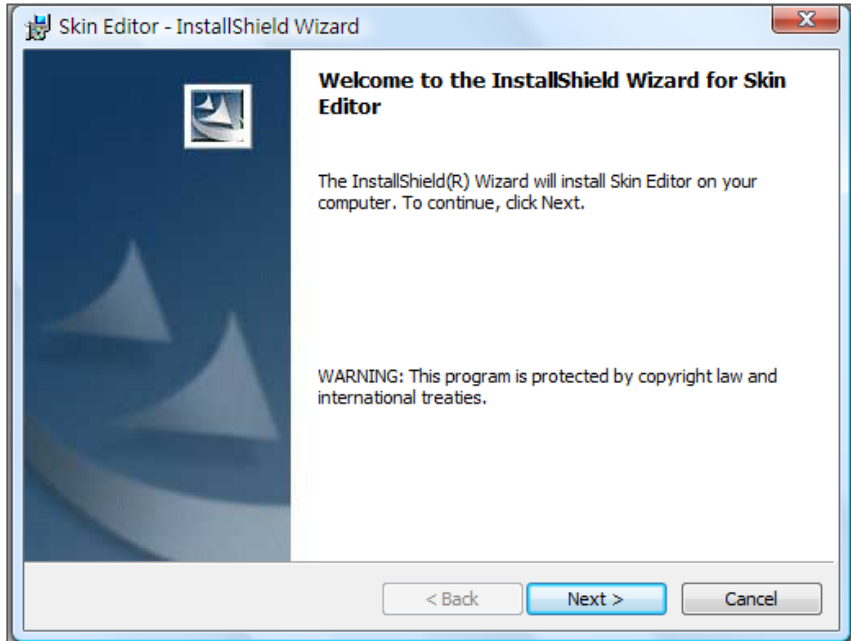 Skin Editor - InstallShield Wizard
Welcome to the InstallShield Wizard for Skin
Editor
The InstallShield(R) Wizard will install Skin Editor on your
computer. To continue, click Next.
WARNING: This program is protected by copyright law and
international treaties.
< Back Next > Cancel